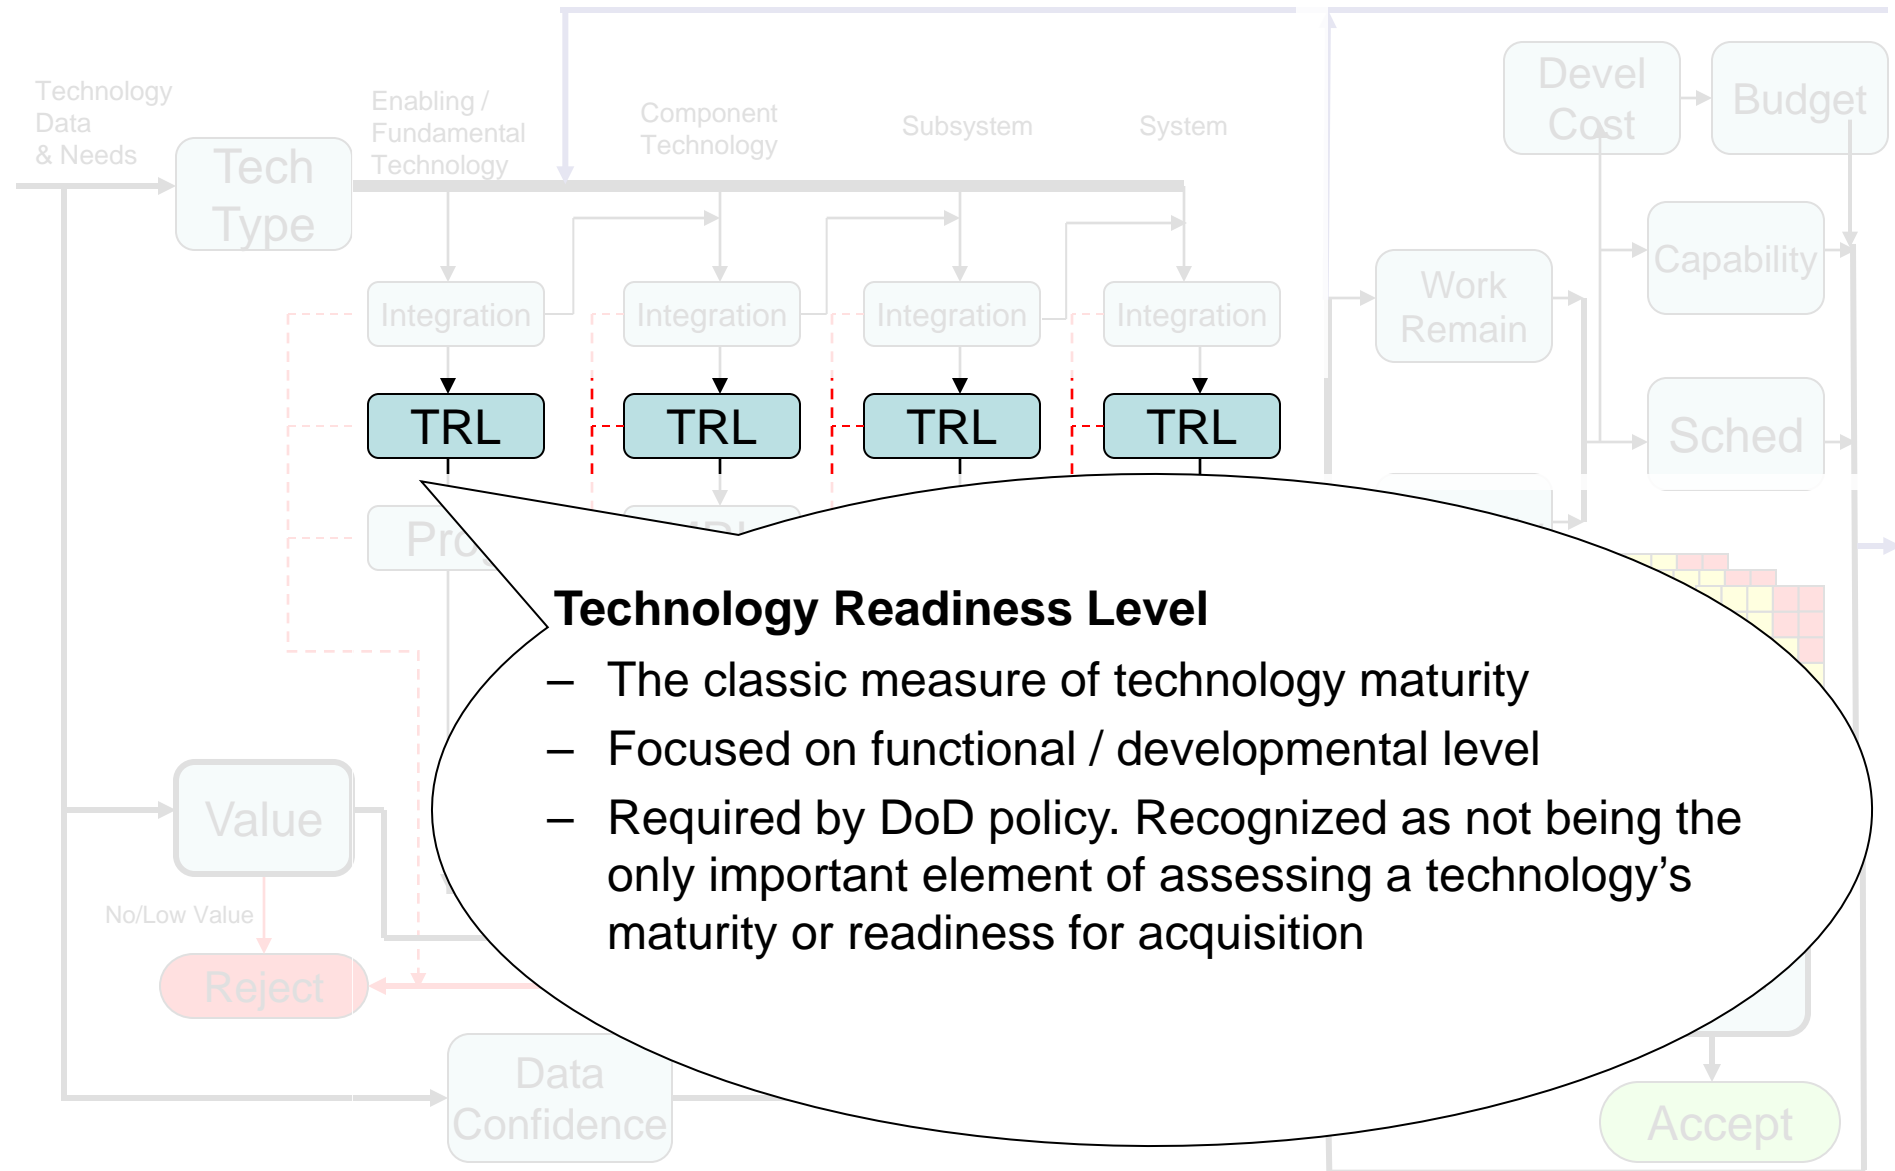 Technology
Data
& Needs
Enabling /
Fundamental
Technology
Component
Technology
Subsystem
System
Devel
Cost
Budget
Tech
Type
Capability
Work
Remain
Integration
Integration
Integration
Integration
TRL
TRL
TRL
TRL
Sched
Technology Readiness Level
– The classic measure of technology maturity
– Focused on functional / developmental level
– Required by DoD policy. Recognized as not being the
only important element of assessing a technology’s
maturity or readiness for acquisition
Value
No/Low Value
Reject
Data
Confidence
Accept